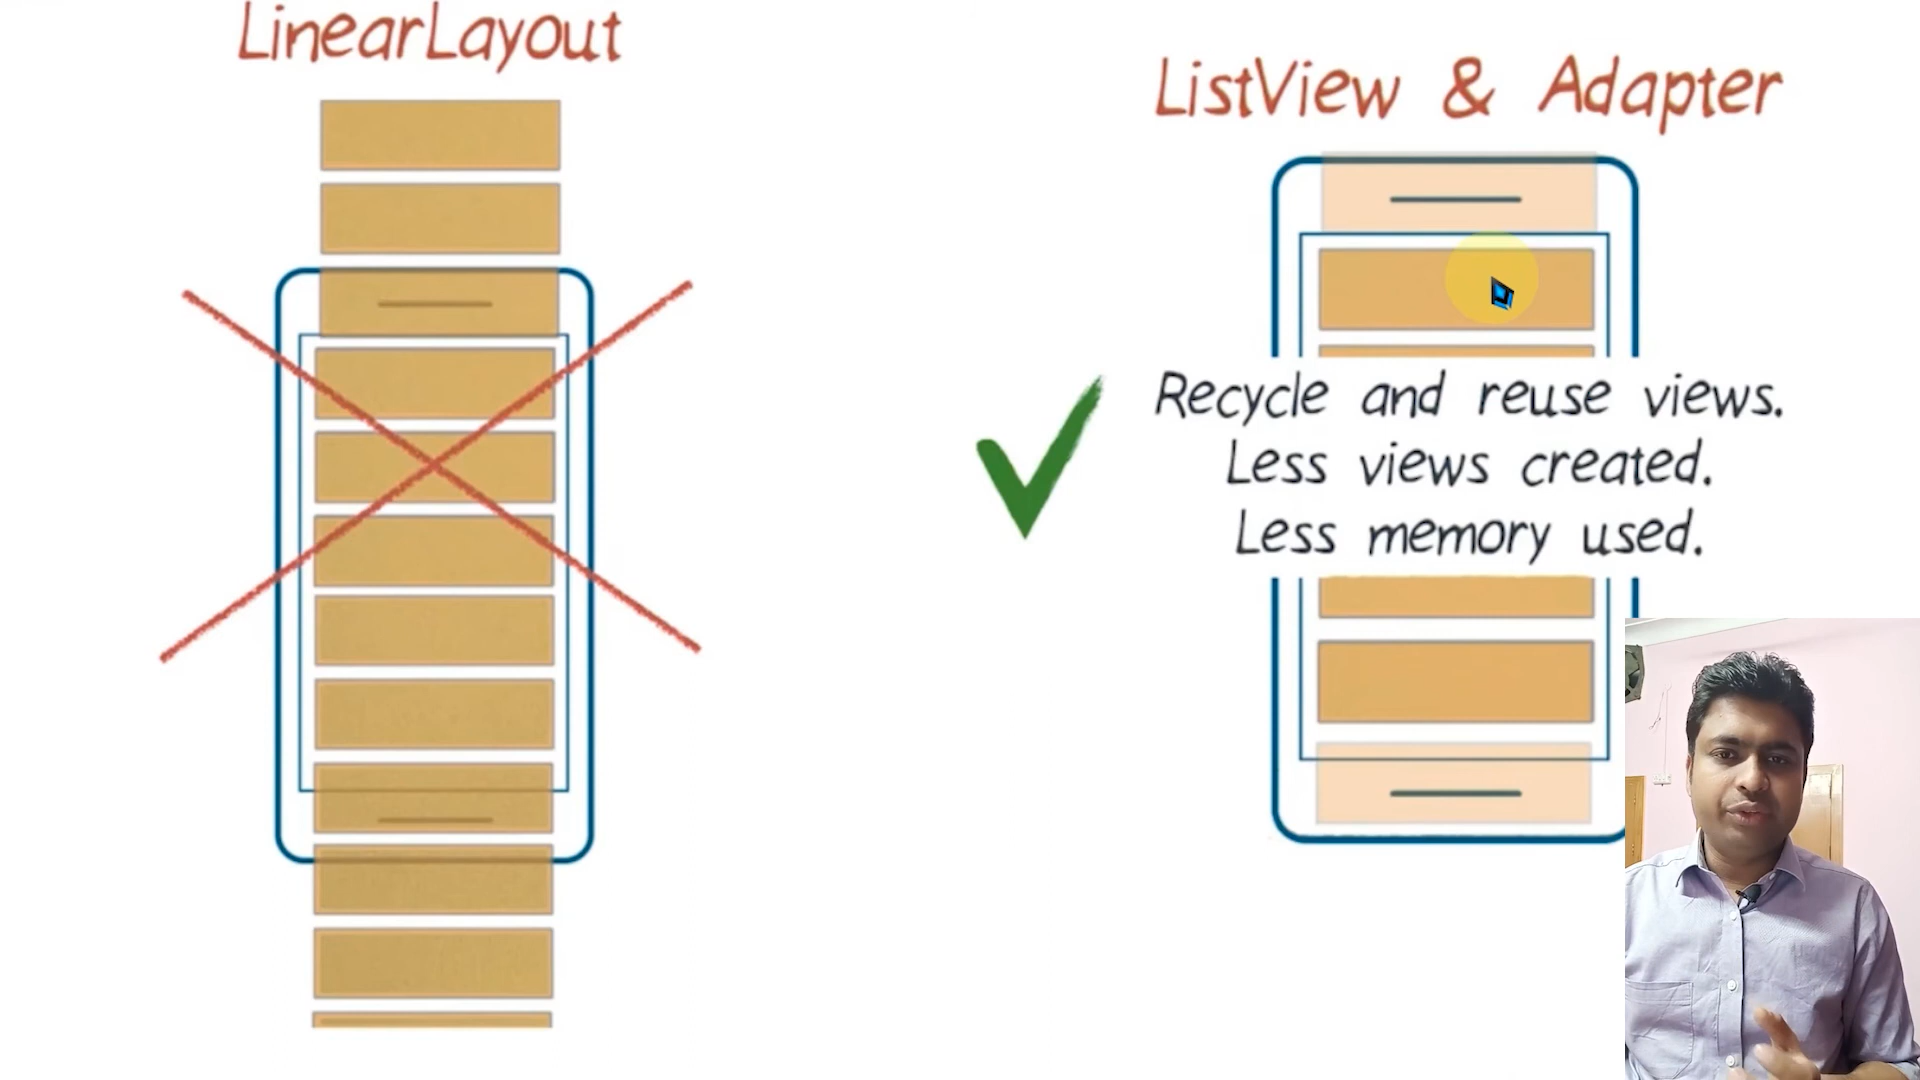 LinearLayout
ListView & Adapter
Recycle and reuse views.
Less views created.
Less memory used.